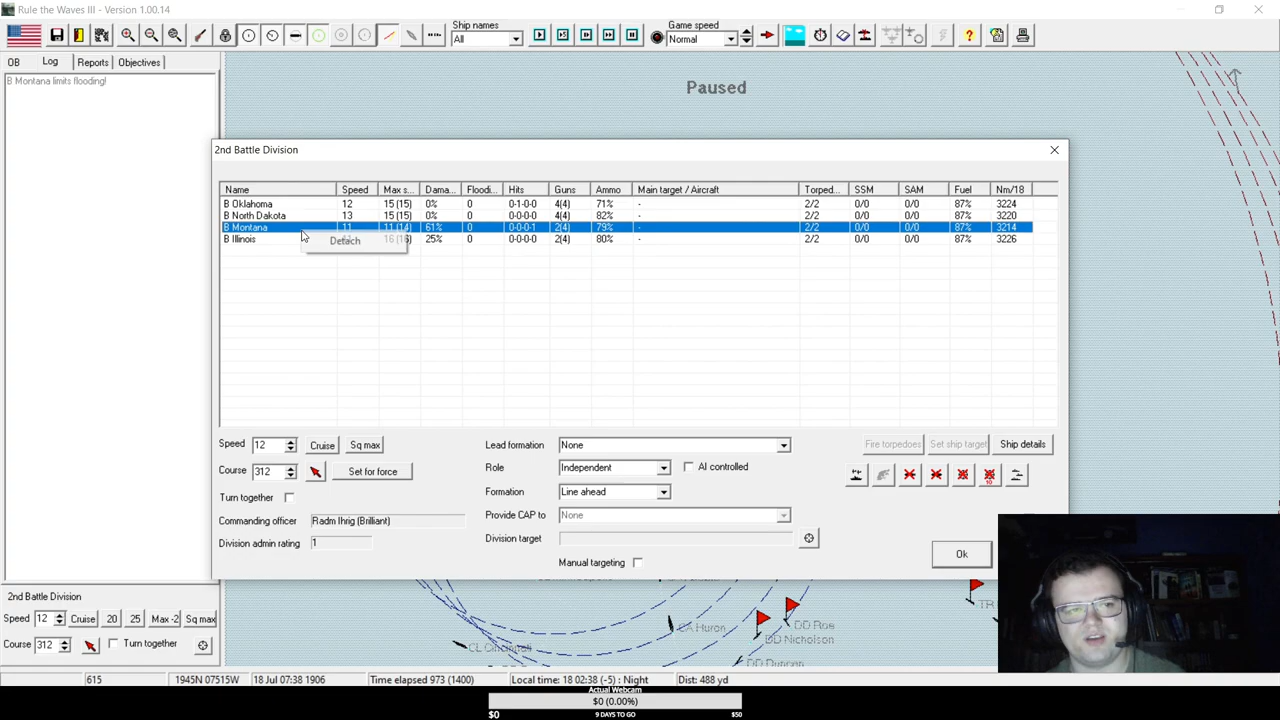 Rule the Waves III - Version 1.00.14
Ship names
All
Game speed
Normal
OB
Log
Reports
Objectives
B Montana limits flooding!
Paused
2nd Battle Division
Name Speed Max s... Dama... Floodi... Hits Guns Ammo Main target / Aircraft Torped... SSM SAM Fuel Nm/18
B Oklahoma 12 15 (15) 0% 0 0-1-0-0 4(4) 71% - 2/2 0/0 0/0 87% 3224
B North Dakota 13 15 (15) 0% 0 0-0-0-0 4(4) 82% - 2/2 0/0 0/0 87% 3220
B Montana 11 11 (14) 61% 0 0-0-0-1 2(4) 79% - 2/2 0/0 0/0 87% 3214
B Illinois 25% 0 0-0-0-0 2(4) 80% - 2/2 0/0 0/0 87% 3226
Detach
Speed 12 Cruise Sq max
Course 312 Set for force
Turn together
Commanding officer Radm Ihrig (Brilliant)
Division admin rating 1
Lead formation None
Role Independent AI controlled
Formation Line ahead
Provide CAP to None
Division target
Manual targeting
Fire torpedoes Set ship target Ship details
10
Ok
CA Huron
DD Roe
DD Nicholson
DD Duncan
CL Cincinnati
TR
2nd Battle Division
Speed 12 Cruise 20 25 Max -2 Sq max
Course 312 Turn together
615 1945N 07515W 18 Jul 07:38 1906 Time elapsed 973 (1400) Local time: 18 02:38 : Night Dist: 488 yd
Actual Webcam
$0 (0.00%)
$0 9 DAYS TO GO $50